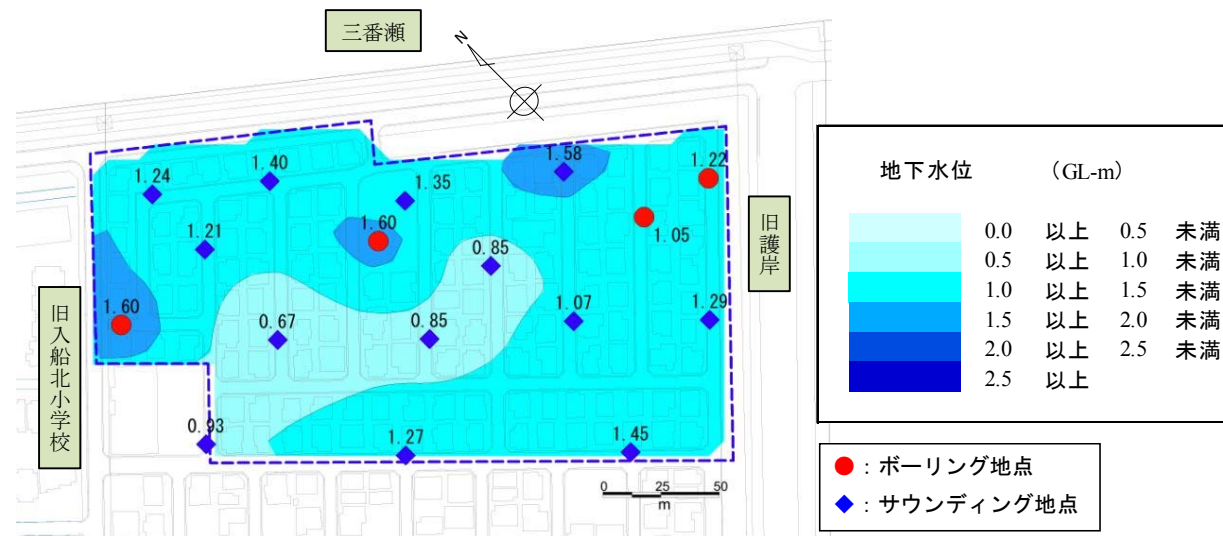 三番瀬
N
1.58
1.22
1.40
1.24
1.35
1.60
1.05
1.21
0.85
旧護岸
1.60
1.29
1.07
0.67
0.85
旧入船北小学校
0.93
1.27
1.45
0 25 50
m
地下水位 (GL-m)
0.0 以上 0.5 未満
0.5 以上 1.0 未満
1.0 以上 1.5 未満
1.5 以上 2.0 未満
2.0 以上 2.5 未満
2.5 以上
:ボーリング地点
:サウンディング地点